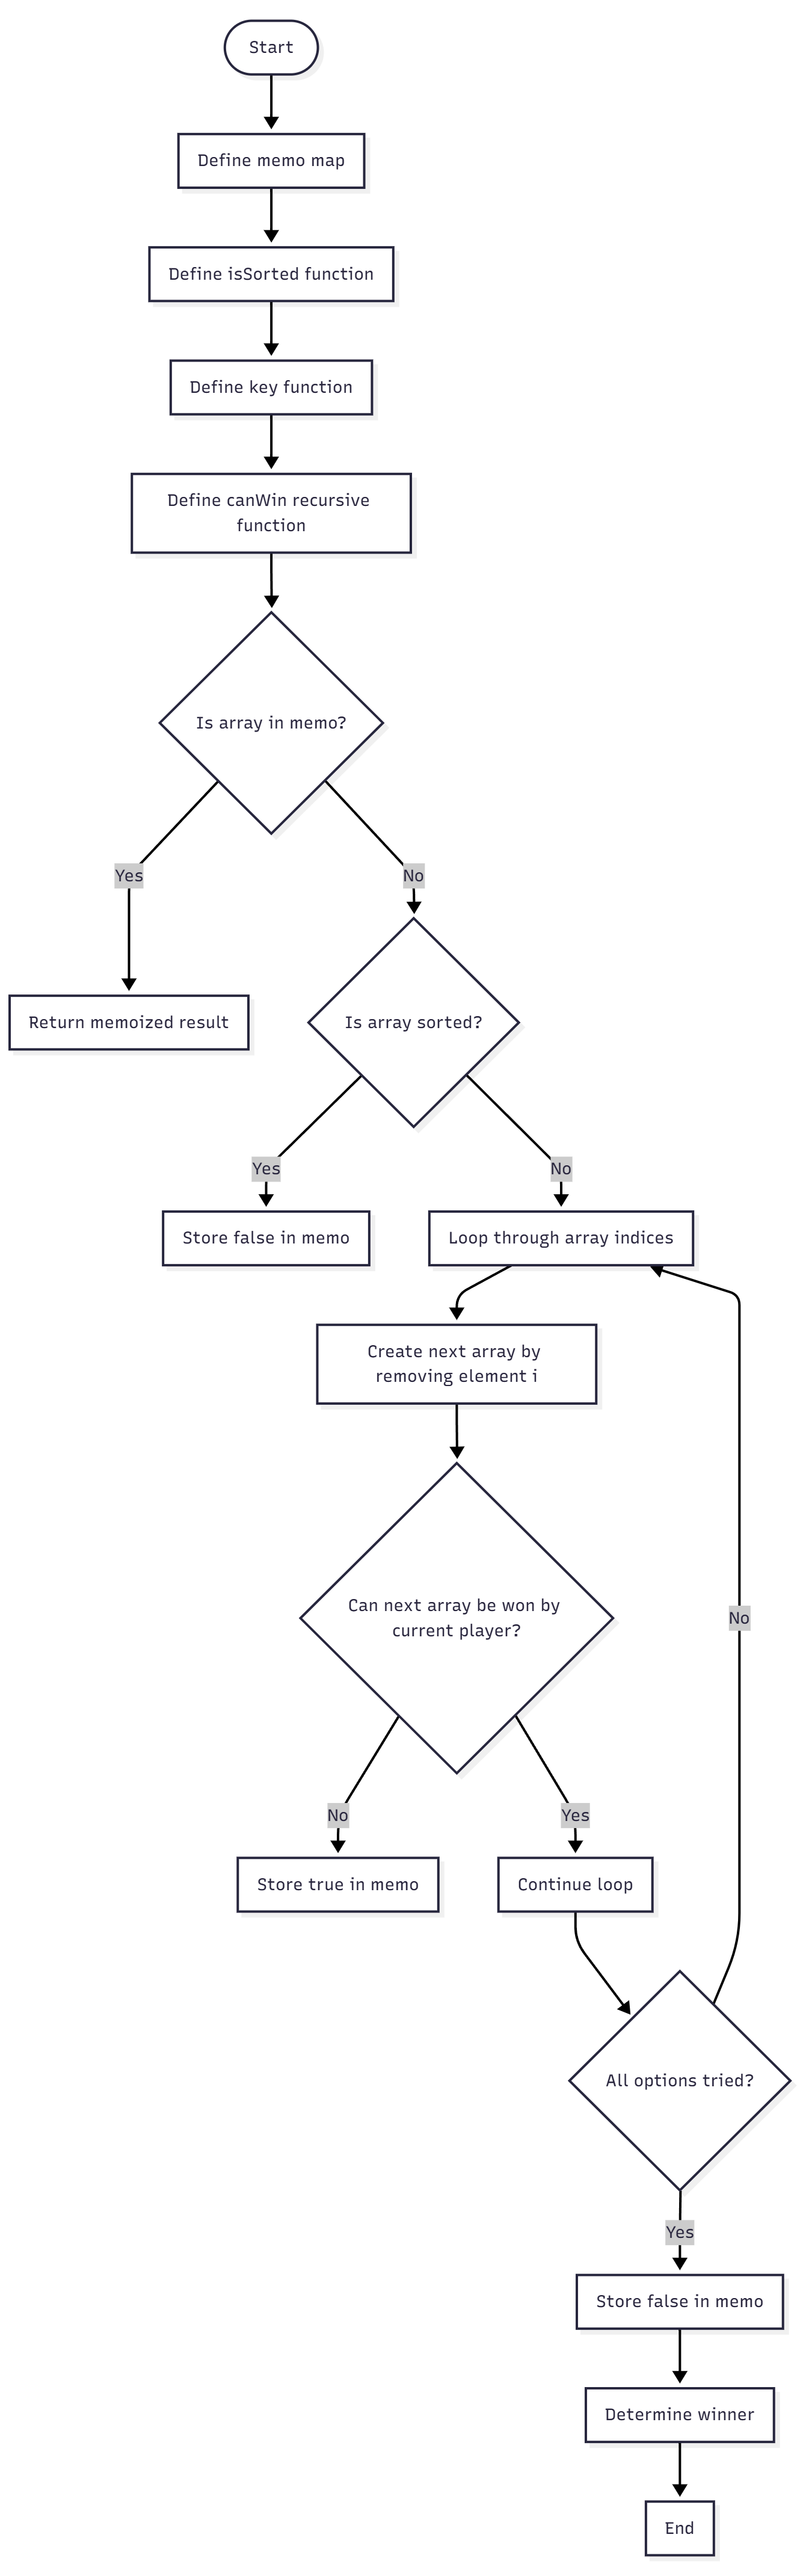 Start
Define memo map
Define isSorted function
Define key function
Define canWin recursive
function
Is array in memo?
Yes
No
Return memoized result
Is array sorted?
Yes
No
Store false in memo
Loop through array indices
Create next array by
removing element i
Can next array be won by
current player?
No
No
Yes
Store true in memo
Continue loop
All options tried?
Yes
Store false in memo
Determine winner
End